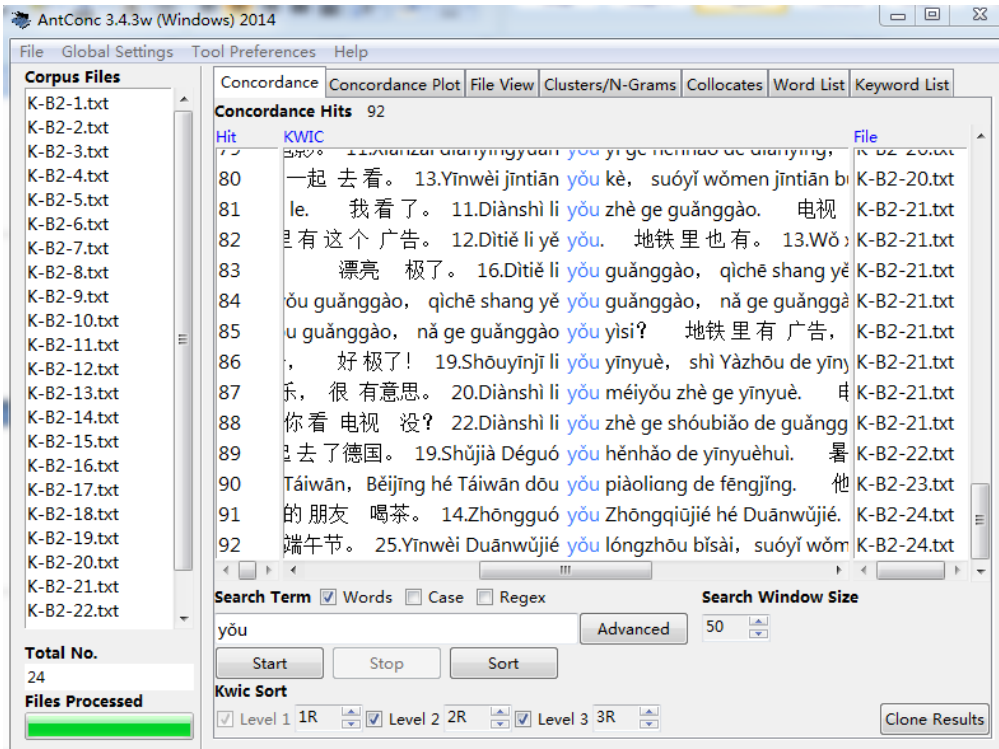 AntConc 3.4.3w (Windows) 2014
File Global Settings Tool Preferences Help
Corpus Files
K-B2-1.txt
K-B2-2.txt
K-B2-3.txt
K-B2-4.txt
K-B2-5.txt
K-B2-6.txt
K-B2-7.txt
K-B2-8.txt
K-B2-9.txt
K-B2-10.txt
K-B2-11.txt
K-B2-12.txt
K-B2-13.txt
K-B2-14.txt
K-B2-15.txt
K-B2-16.txt
K-B2-17.txt
K-B2-18.txt
K-B2-19.txt
K-B2-20.txt
K-B2-21.txt
K-B2-22.txt
Total No.
24
Files Processed
Concordance Concordance Plot File View Clusters/N-Grams Collocates Word List Keyword List
Concordance Hits 92
Hit KWIC File
80 一起 去 看。 13.Yīnwèi jīntiān yǒu kè， suóyǐ wǒmen jīntiān K-B2-20.txt
81 le. 我 看 了。 11.Diànshì li yǒu zhè ge guǎnggào. 电视 K-B2-21.txt
82 有 这 个 广告。 12.Dìtiě li yě yǒu. 地铁 里 也 有。 13.Wǒ K-B2-21.txt
83 漂亮 极了。 16.Dìtiě li yǒu guǎnggào， qìchē shang yě K-B2-21.txt
84 yǒu guǎnggào， qìchē shang yě yǒu guǎnggào， nǎ ge K-B2-21.txt
85 guǎnggào， nǎ ge guǎnggào yǒu yìsi？ 地铁 里 有 广告， K-B2-21.txt
86 ， 好 极了！ 19.Shōuyīnjī li yǒu yīnyuè， shì Yàzhōu de K-B2-21.txt
87 乐， 很 有意思。 20.Diànshì li yǒu méiyǒu zhè ge yīnyuè. K-B2-21.txt
88 你 看 电视 没？ 22.Diànshì li yǒu zhè ge shóubiǎo de K-B2-21.txt
89 去 了 德国。 19.Shǔjià Déguó yǒu hěnhǎo de yīnyuèhuì. 暑 K-B2-22.txt
90 Táiwān， Běijīng hé Táiwān dōu yǒu piàoliang de fēngjǐng. 他 K-B2-23.txt
91 的 朋友 喝茶。 14.Zhōngguó yǒu Zhōngqiūjié hé Duānwǔjié. K-B2-24.txt
92 端午节。 25.Yīnwèi Duānwǔjié yǒu lóngzhōu bǐsài， suóyǐ K-B2-24.txt
Search Term Words Case Regex Search Window Size
yǒu Advanced 50
Start Stop Sort
Kwic Sort
Level 1 1R Level 2 2R Level 3 3R Clone Results